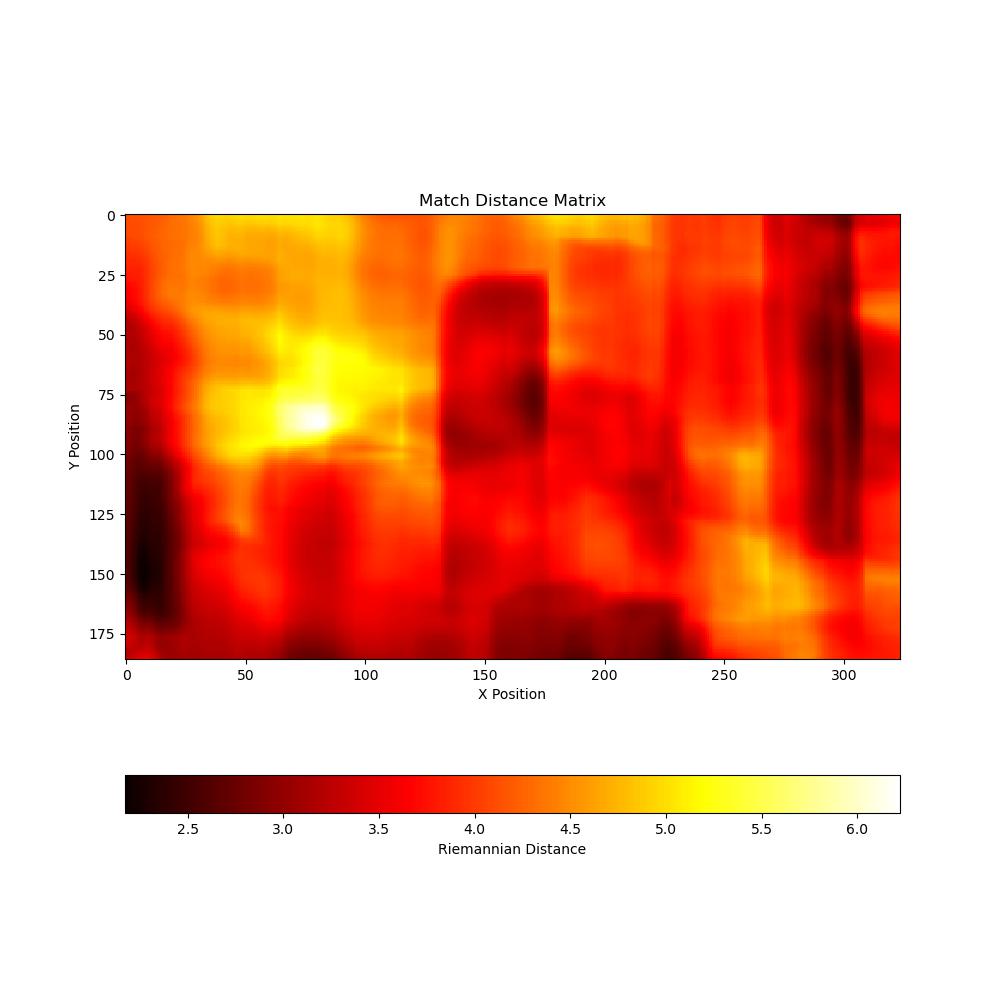 Match Distance Matrix
0
25
50
75
100
125
150
175
Y Position
0 50 100 150 200 250 300
X Position
2.5 3.0 3.5 4.0 4.5 5.0 5.5 6.0
Riemannian Distance